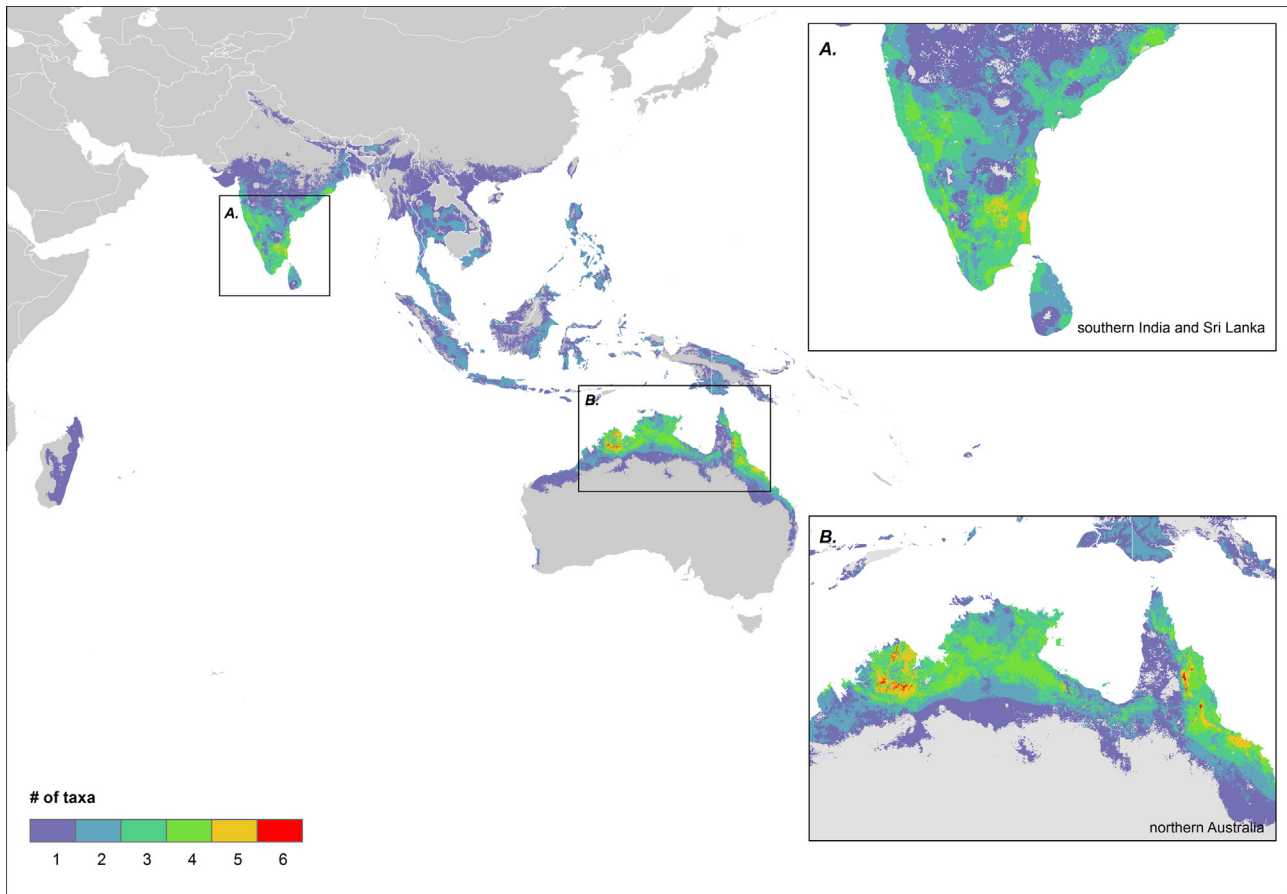 A.
southern India and Sri Lanka
A.
B.
B.
northern Australia
# of taxa
1 2 3 4 5 6